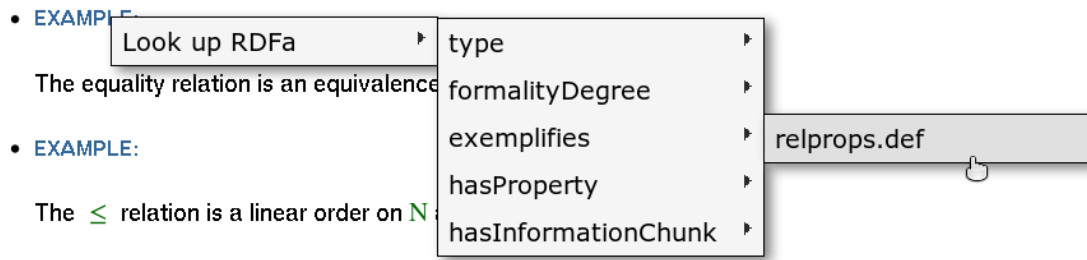 • EXAMPLE:
Look up RDFa
type
The equality relation is an equivalence
formalityDegree
exemplifies
relprops.def
• EXAMPLE:
hasProperty
The ≤ relation is a linear order on N
hasInformationChunk